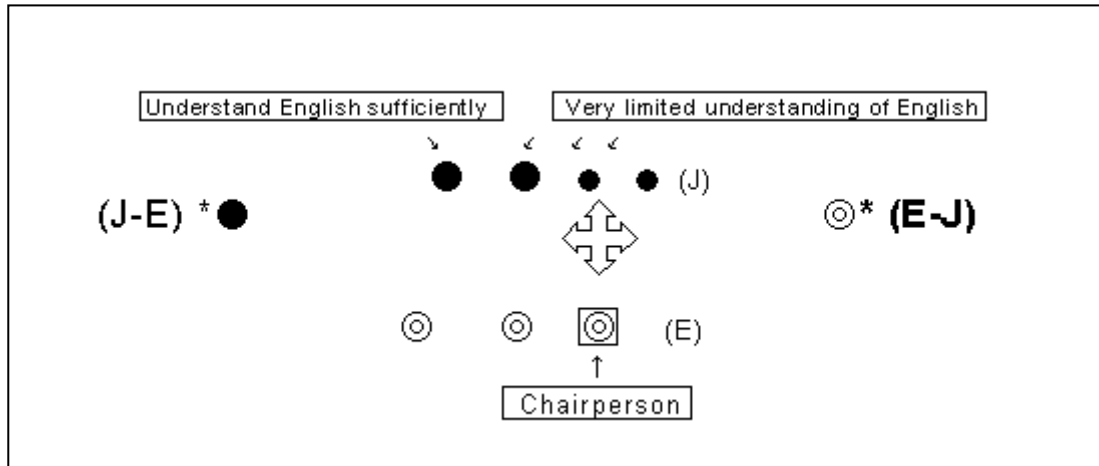 Understand English sufficiently
Very limited understanding of English
(J)
(J-E) *
* (E-J)
(E)
Chairperson